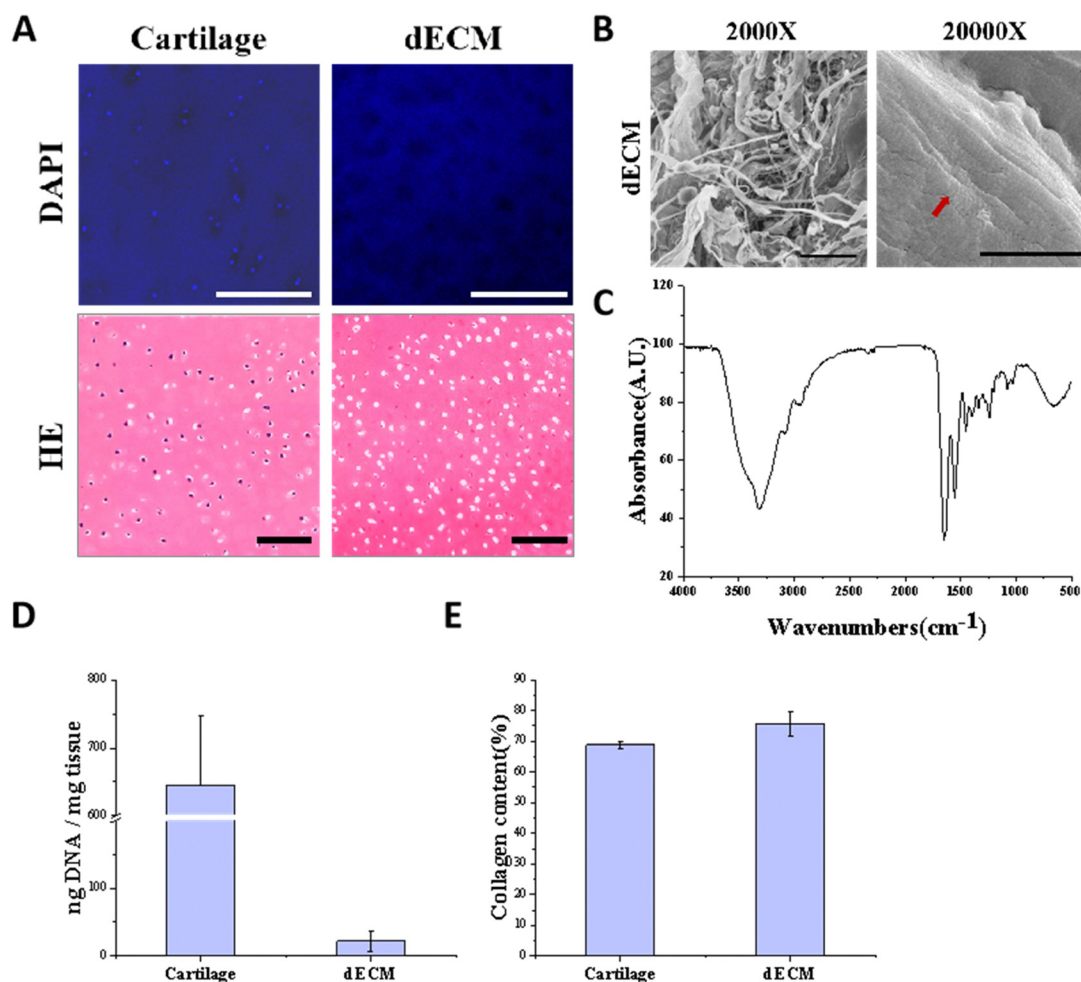 A
Cartilage
dECM
DAPI
HE
B
2000X
20000X
dECM
C
120
100
80
60
40
20
Absorbance(A.U.)
4000
3500
3000
2500
2000
1500
1000
500
Wavenumbers(cm-1)
D
800
700
600
100
0
ng DNA / mg tissue
Cartilage
dECM
E
90
80
70
60
50
40
30
20
10
0
Collagen content(%)
Cartilage
dECM